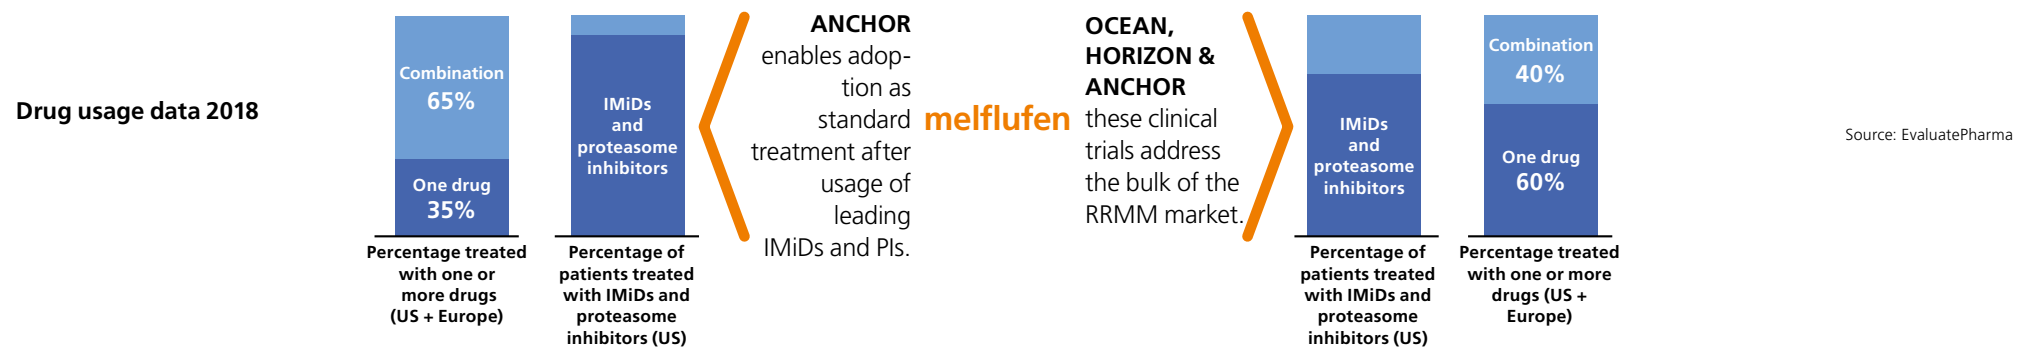 Drug usage data 2018
Combination
65%
One drug
35%
Percentage treated
with one or
more drugs
(US + Europe)
IMiDs
and
proteasome
inhibitors
Percentage of
patients treated
with IMiDs and
proteasome
inhibitors (US)
ANCHOR
enables adop-
tion as
standard
treatment after
usage of
leading
IMiDs and PIs.
melflufen
OCEAN,
HORIZON &
ANCHOR
these clinical
trials address
the bulk of the
RRMM market.
IMiDs
and
proteasome
inhibitors
Percentage of
patients treated
with IMiDs and
proteasome
inhibitors (US)
Combination
40%
One drug
60%
Percentage treated
with one or more
drugs (US +
Europe)
Source: EvaluatePharma